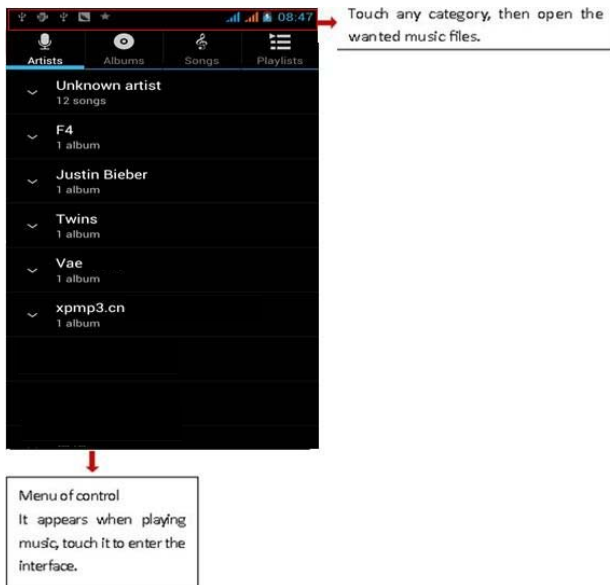 08:47
Touch any category, then open the
wanted music files.
Artists Albums Songs Playlists
Unknown artist
12 songs
F4
1 album
Justin Bieber
1 album
Twins
1 album
Vae
1 album
xpmp3.cn
1 album
Menu of control
It appears when playing
music, touch it to enter the
interface.